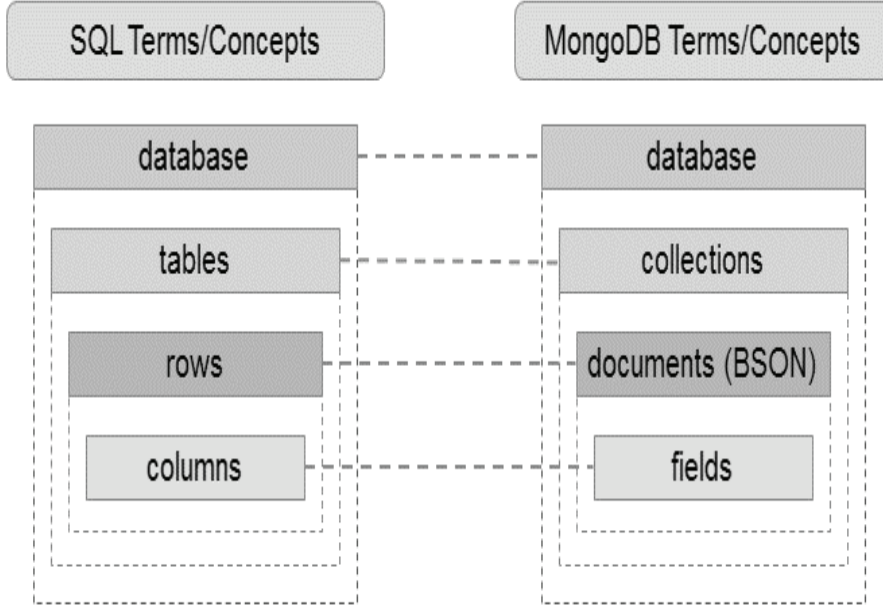 SQL Terms/Concepts
MongoDB Terms/Concepts
database
database
tables
collections
rows
documents (BSON)
columns
fields